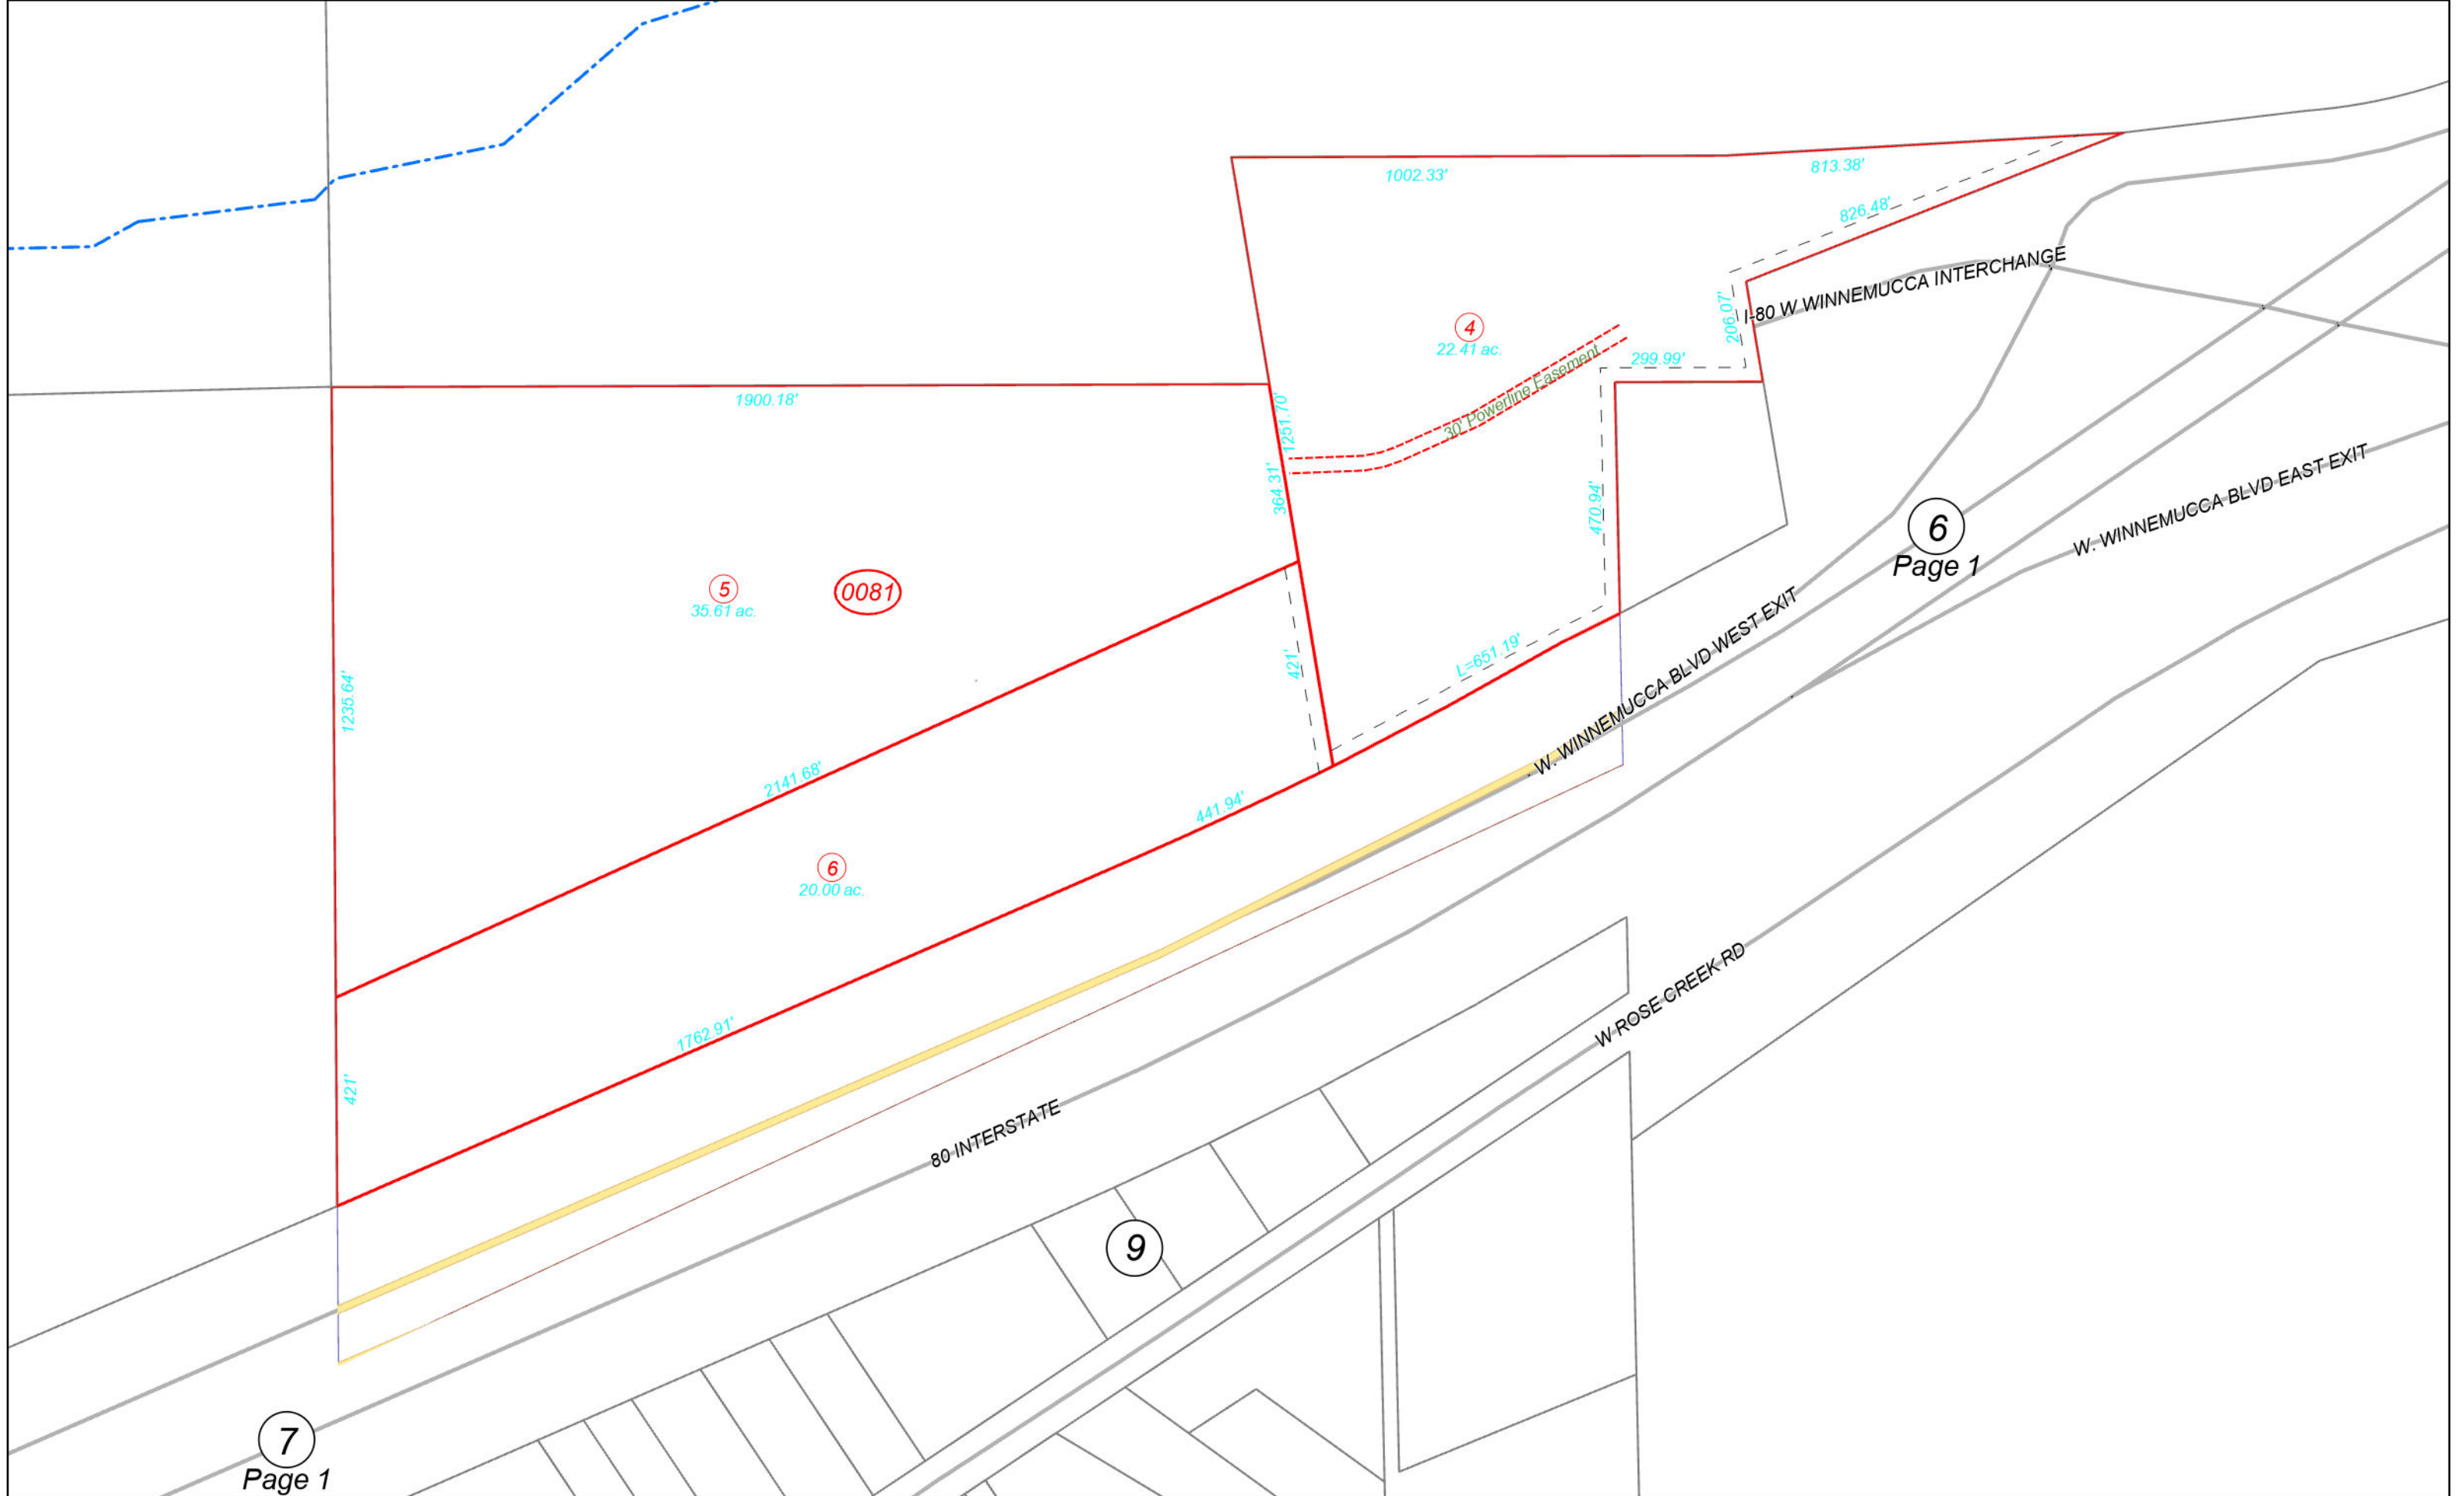 1002.33'
813.38'
826.48'
I-80 W WINNEMUCCA INTERCHANGE
206.07'
4
22.41 ac.
299.99'
30' Powerline Easement
1900.18'
1251.70'
364.31'
470.94'
W. WINNEMUCCA BLVD EAST EXIT
6
Page 1
5
35.61 ac.
0081
W. WINNEMUCCA BLVD WEST EXIT
421'
L=651.19'
1235.64'
2141.68'
441.94'
6
20.00 ac.
1762.91'
W ROSE CREEK RD
421'
80 INTERSTATE
9
7
Page 1